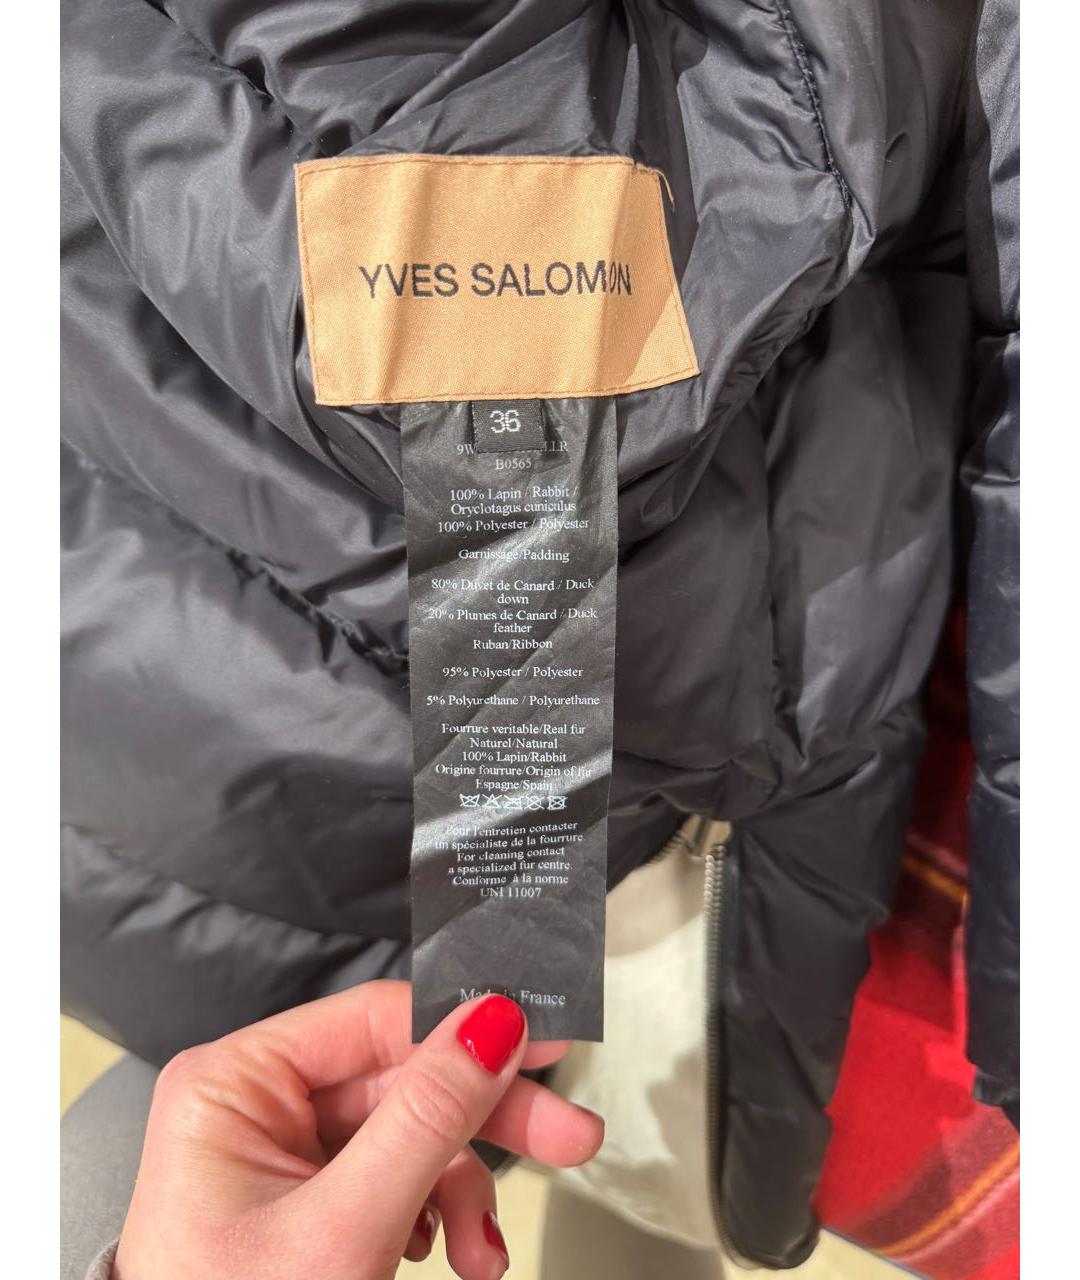 YVES SALOMON
36
9W LLR
B0565
100% Lapin / Rabbit /
Oryclotagus cuniculus
100% Polyester / Polyester
Garnissage/Padding
80% Duvet de Canard / Duck
down
20% Plumes de Canard / Duck
feather
Ruban/Ribbon
95% Polyester / Polyester
5% Polyurethane / Polyurethane
Fourrure veritable/Real fur
Naturel/Natural
100% Lapin/Rabbit
Origine fourrure/Origin of fur
Espagne/Spain
Pour l'entretien contacter
un spécialiste de la fourrure.
For cleaning contact
a specialized fur centre.
Conforme à la norme
UNI 11007
Made in France